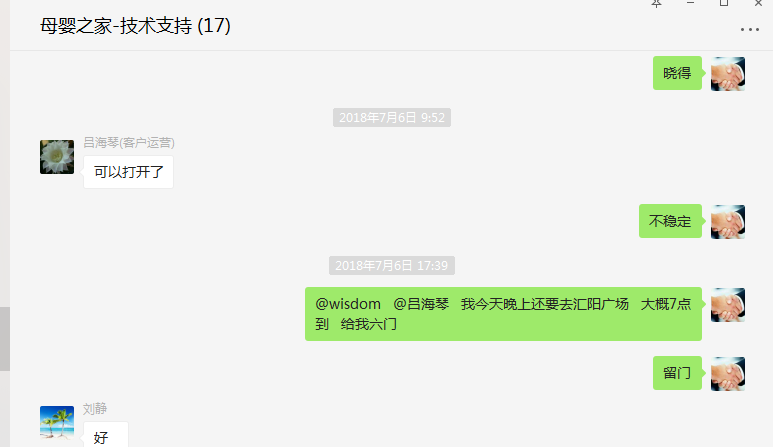 母婴之家-技术支持 (17)
晓得
2018年7月6日 9:52
吕海琴(客户运营)
可以打开了
不稳定
2018年7月6日 17:39
@wisdom @吕海琴 我今天晚上还要去汇阳广场 大概7点
到 给我六门
留门
刘静
好